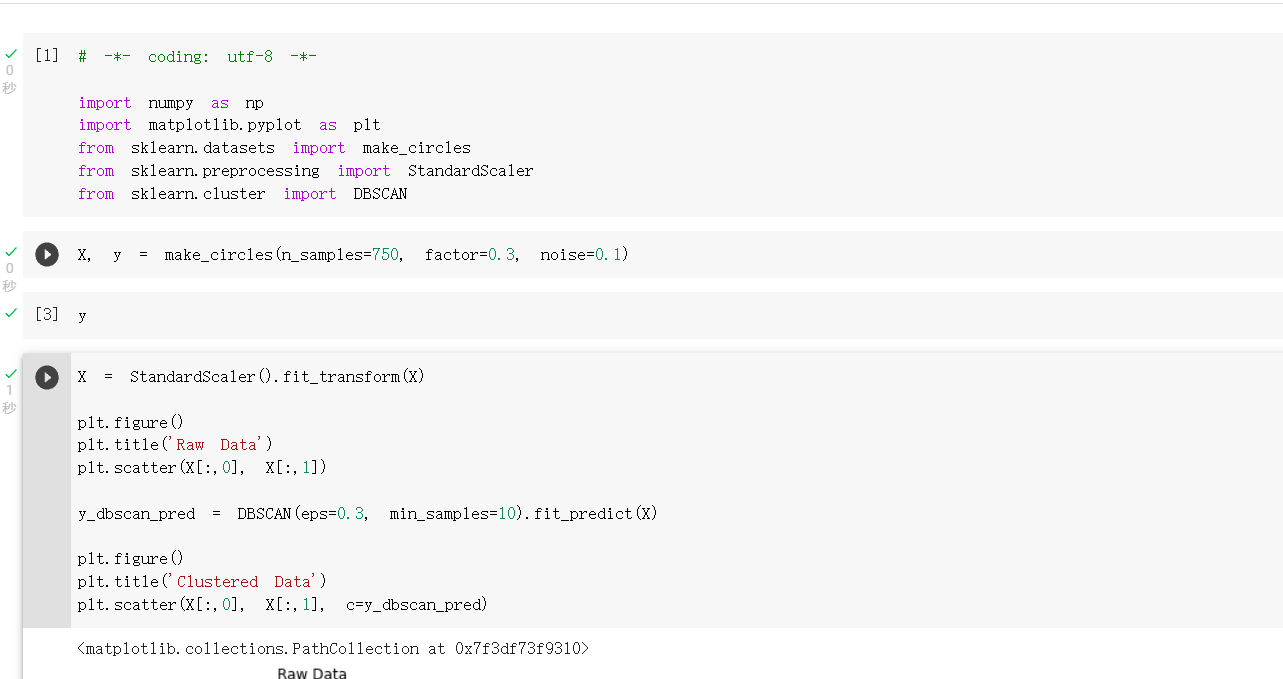 [1] # -*- coding: utf-8 -*-
0
秒
import numpy as np
import matplotlib.pyplot as plt
from sklearn.datasets import make_circles
from sklearn.preprocessing import StandardScaler
from sklearn.cluster import DBSCAN
X, y = make_circles(n_samples=750, factor=0.3, noise=0.1)
0
秒
[3] y
X = StandardScaler().fit_transform(X)
1
秒
plt.figure()
plt.title('Raw Data')
plt.scatter(X[:,0], X[:,1])
y_dbscan_pred = DBSCAN(eps=0.3, min_samples=10).fit_predict(X)
plt.figure()
plt.title('Clustered Data')
plt.scatter(X[:,0], X[:,1], c=y_dbscan_pred)
<matplotlib.collections.PathCollection at 0x7f3df73f9310>
Raw Data